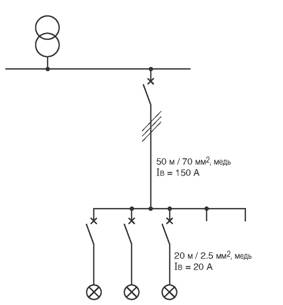 50 м / 70 мм², медь
IB = 150 А
20 м / 2.5 мм², медь
IB = 20 А